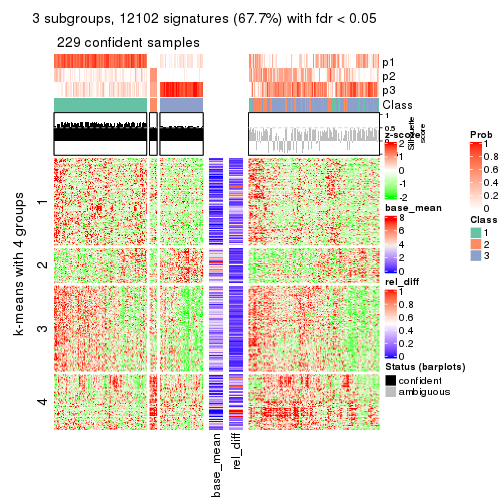 3 subgroups, 12102 signatures (67.7%) with fdr < 0.05
229 confident samples
p1
p2
p3
Class
1
0.5
0
Silhouette
score
k-means with 4 groups
1
2
3
4
base_mean
rel_diff
z-score
2
1
0
-1
-2
base_mean
8
6
4
2
0
rel_diff
1
0.8
0.6
0.4
0.2
0
Status (barplots)
confident
ambiguous
Prob
1
0.8
0.6
0.4
0.2
0
Class
1
2
3